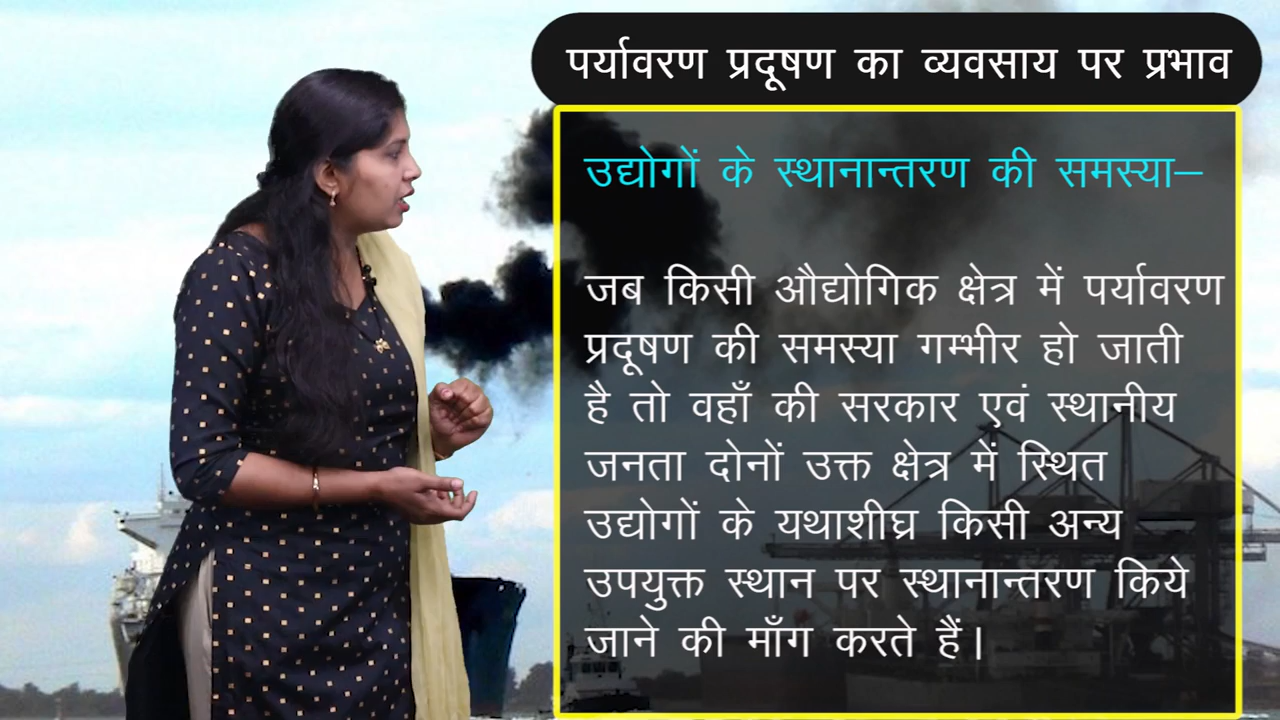 पर्यावरण प्रदूषण का व्यवसाय पर प्रभाव
उद्योगों के स्थानान्तरण की समस्या–
जब किसी औद्योगिक क्षेत्र में पर्यावरण
प्रदूषण की समस्या गम्भीर हो जाती
है तो वहाँ की सरकार एवं स्थानीय
जनता दोनों उक्त क्षेत्र में स्थित
उद्योगों के यथाशीघ्र किसी अन्य
उपयुक्त स्थान पर स्थानान्तरण किये
जाने की माँग करते हैं।